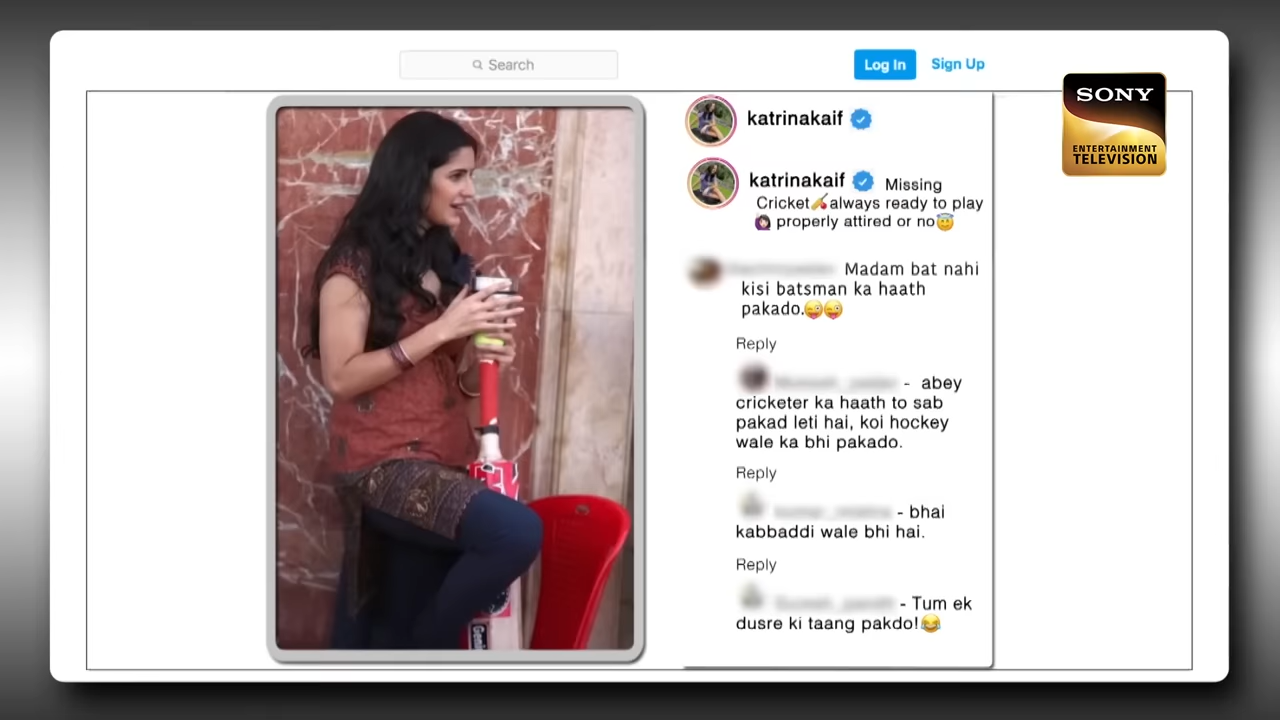 Search
Log In
Sign Up
SONY
ENTERTAINMENT
TELEVISION
katrinakaif
katrinakaif Missing
Cricket🏏always ready to play
🙋🏻‍♀️ properly attired or no😇
Madam bat nahi
kisi batsman ka haath
pakado.😜😜
Reply
- abey
cricketer ka haath to sab
pakad leti hai, koi hockey
wale ka bhi pakado.
Reply
- bhai
kabbaddi wale bhi hai.
Reply
- Tum ek
dusre ki taang pakdo!😂